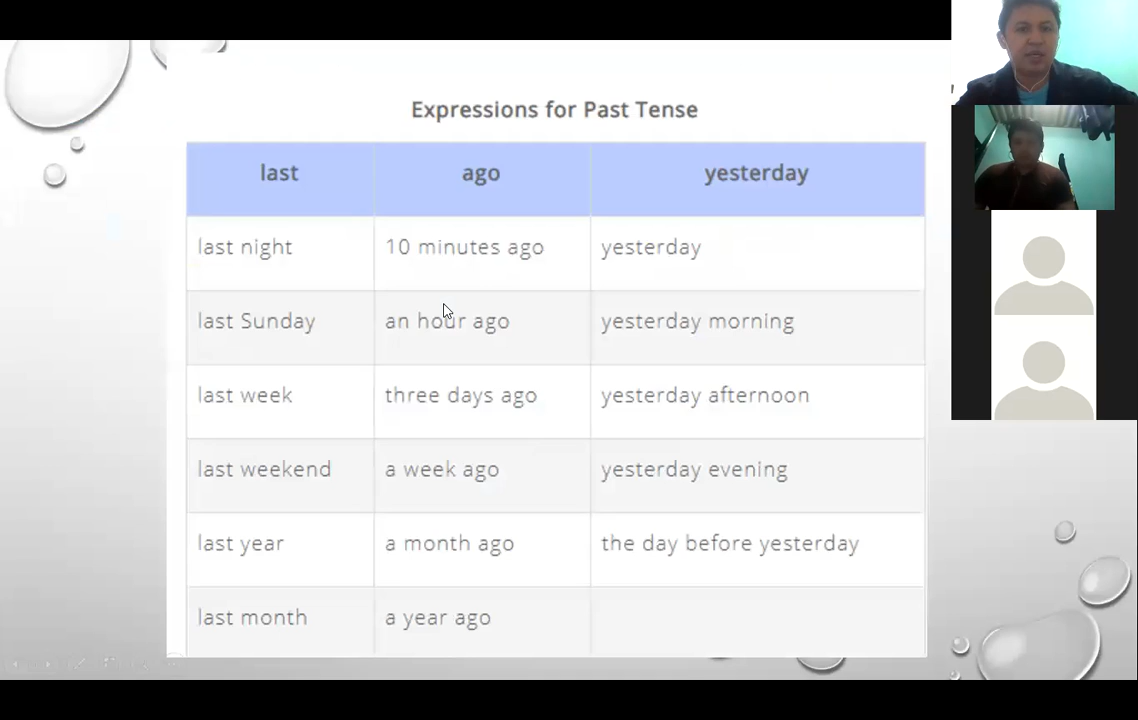 Expressions for Past Tense
last ago yesterday
last night 10 minutes ago yesterday
last Sunday an hour ago yesterday morning
last week three days ago yesterday afternoon
last weekend a week ago yesterday evening
last year a month ago the day before yesterday
last month a year ago